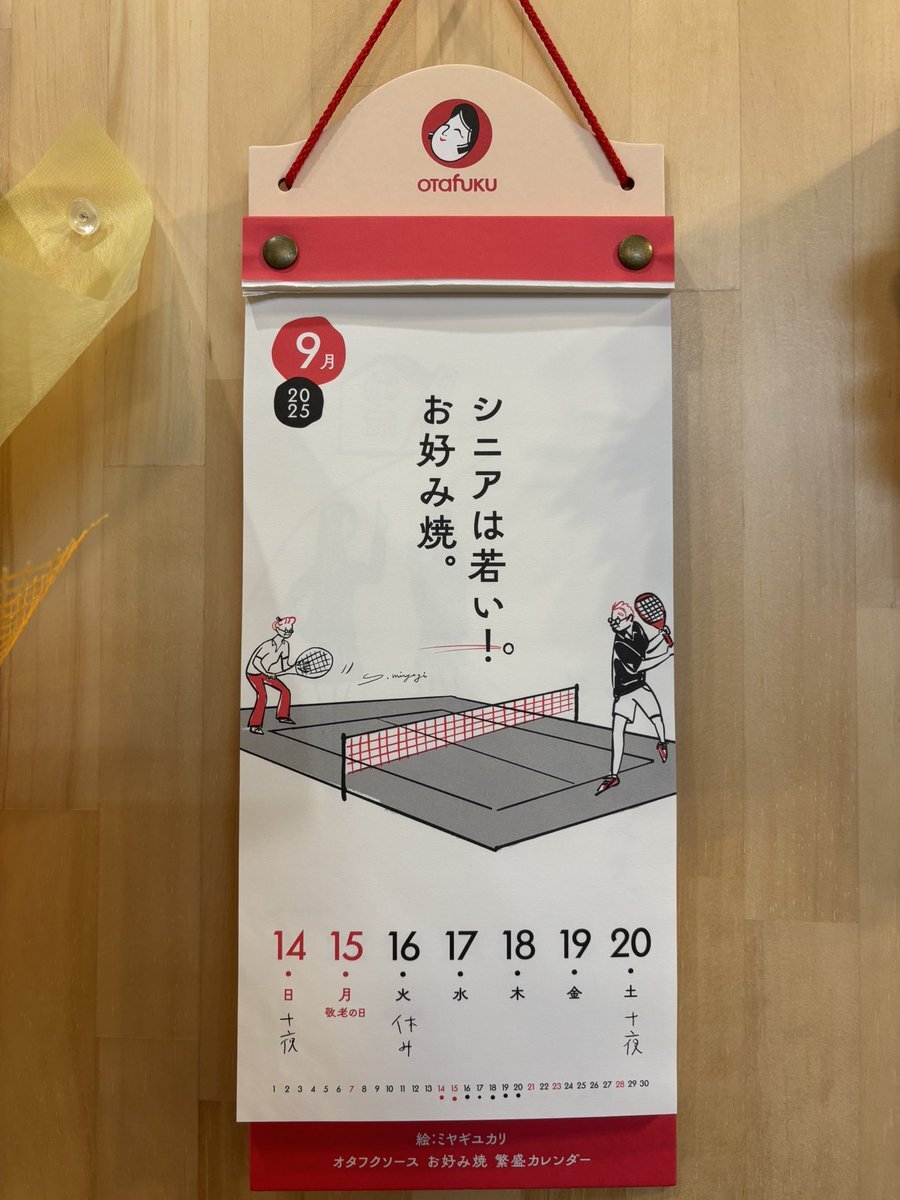 OTAFUKU
9月
20
25
シニアは若い!。
お好み焼。
S. miyagi
14 15 16 17 18 19 20
日 月 火 水 木 金 土
敬老の日
十夜 休み 十夜
1 2 3 4 5 6 7 8 9 10 11 12 13 14 15 16 17 18 19 20 21 22 23 24 25 26 27 28 29 30
絵:ミヤギユカリ
オタフクソース お好み焼 繁盛カレンダー